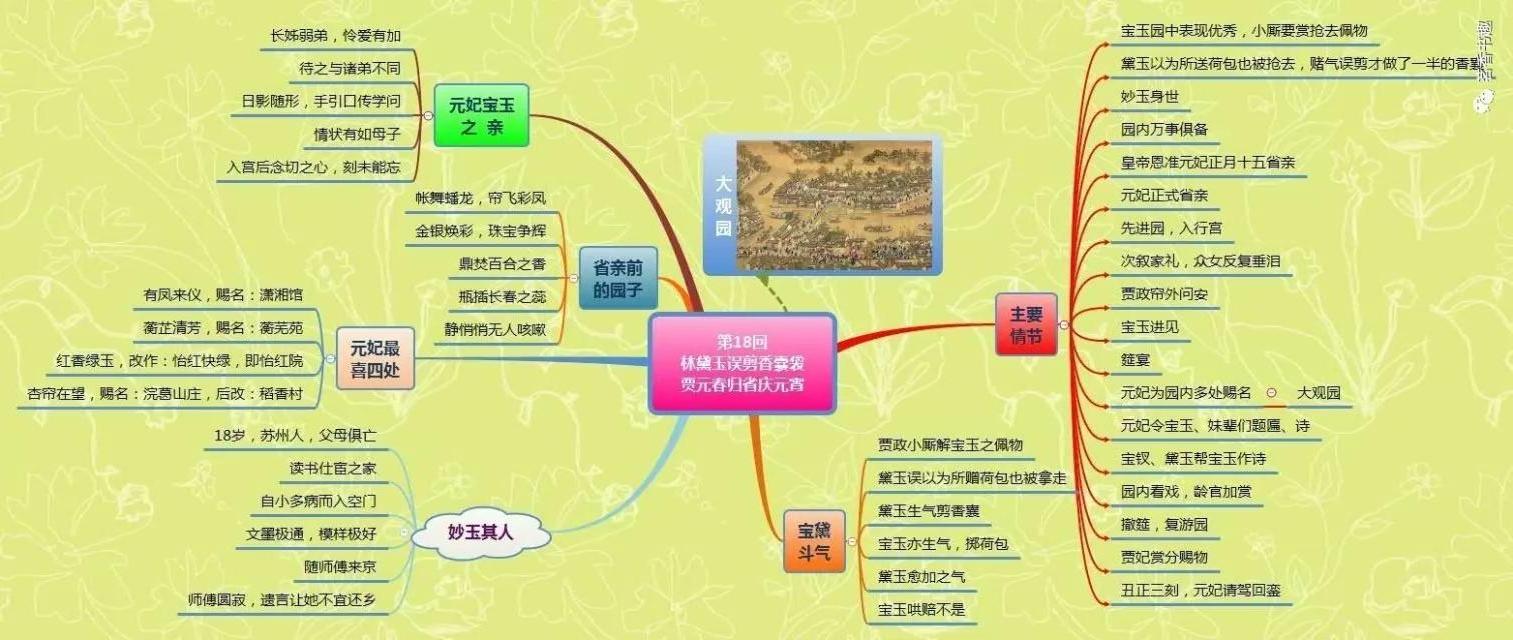 第18回
林黛玉误剪香囊袋
贾元春归省庆元宵
大观园
元妃宝玉
之 亲
长姊弱弟，怜爱有加
待之与诸弟不同
日影随形，手引口传学问
情状有如母子
入宫后念切之心，刻未能忘
省亲前
的园子
帐舞蟠龙，帘飞彩凤
金银焕彩，珠宝争辉
鼎焚百合之香
瓶插长春之蕊
静悄悄无人咳嗽
元妃最
喜四处
有凤来仪，赐名：潇湘馆
蘅芷清芳，赐名：蘅芜苑
红香绿玉，改作：怡红快绿，即怡红院
杏帘在望，赐名：浣葛山庄，后改：稻香村
妙玉其人
18岁，苏州人，父母俱亡
读书仕宦之家
自小多病而入空门
文墨极通，模样极好
随师傅来京
师傅圆寂，遗言让她不宜还乡
主要
情节
宝玉园中表现优秀，小厮要赏抢去佩物
黛玉以为所送荷包也被抢去，赌气误剪才做了一半的香囊
妙玉身世
园内万事俱备
皇帝恩准元妃正月十五省亲
元妃正式省亲
先进园，入行宫
次叙家礼，众女反复垂泪
贾政帘外问安
宝玉进见
筵宴
元妃为园内多处赐名
大观园
元妃令宝玉、妹辈们题匾、诗
宝钗、黛玉帮宝玉作诗
园内看戏，龄官加赏
撤筵，复游园
贾妃赏分赐物
丑正三刻，元妃请驾回銮
宝黛
斗气
贾政小厮解宝玉之佩物
黛玉误以为所赠荷包也被拿走
黛玉生气剪香囊
宝玉亦生气，掷荷包
黛玉愈加之气
宝玉哄赔不是